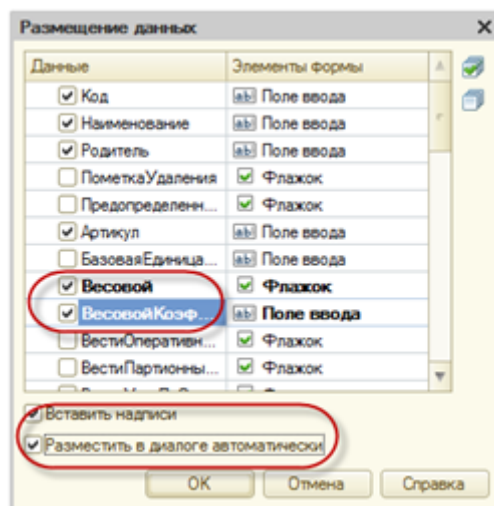 Размещение данных
Данные Элементы формы
Код Поле ввода
Наименование Поле ввода
Родитель Поле ввода
ПометкаУдаления Флажок
Предопределенн... Флажок
Артикул Поле ввода
БазоваяЕдиница... Поле ввода
Весовой Флажок
ВесовойКоэф... Поле ввода
ВестиОперативн... Флажок
ВестиПартионны... Флажок
Вставить надписи
Разместить в диалоге автоматически
ОК Отмена Справка